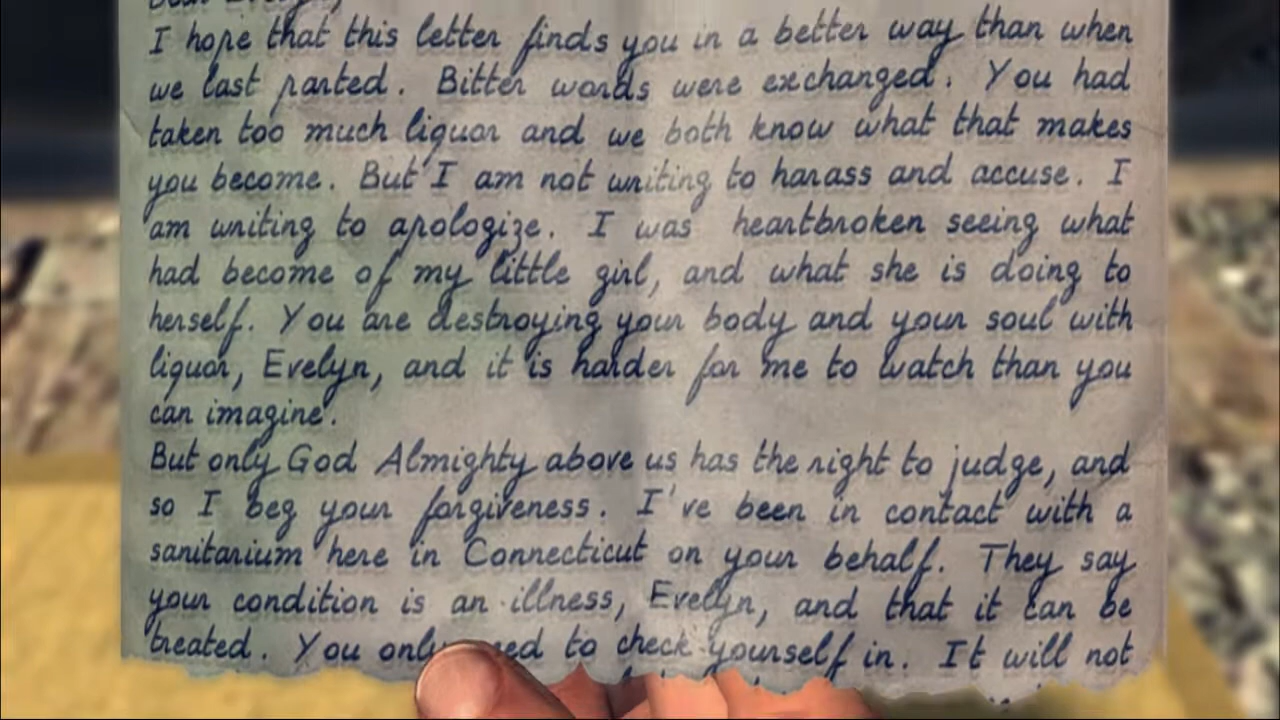 Dear Evelyn,
I hope that this letter finds you in a better way than when
we last parted. Bitter words were exchanged. You had
taken too much liquor and we both know what that makes
you become. But I am not writing to harass and accuse. I
am writing to apologize. I was heartbroken seeing what
had become of my little girl, and what she is doing to
herself. You are destroying your body and your soul with
liquor, Evelyn, and it is harder for me to watch than you
can imagine.
But only God Almighty above us has the right to judge, and
so I beg your forgiveness. I've been in contact with a
sanitarium here in Connecticut on your behalf. They say
your condition is an illness, Evelyn, and that it can be
treated. You only need to check yourself in. It will not